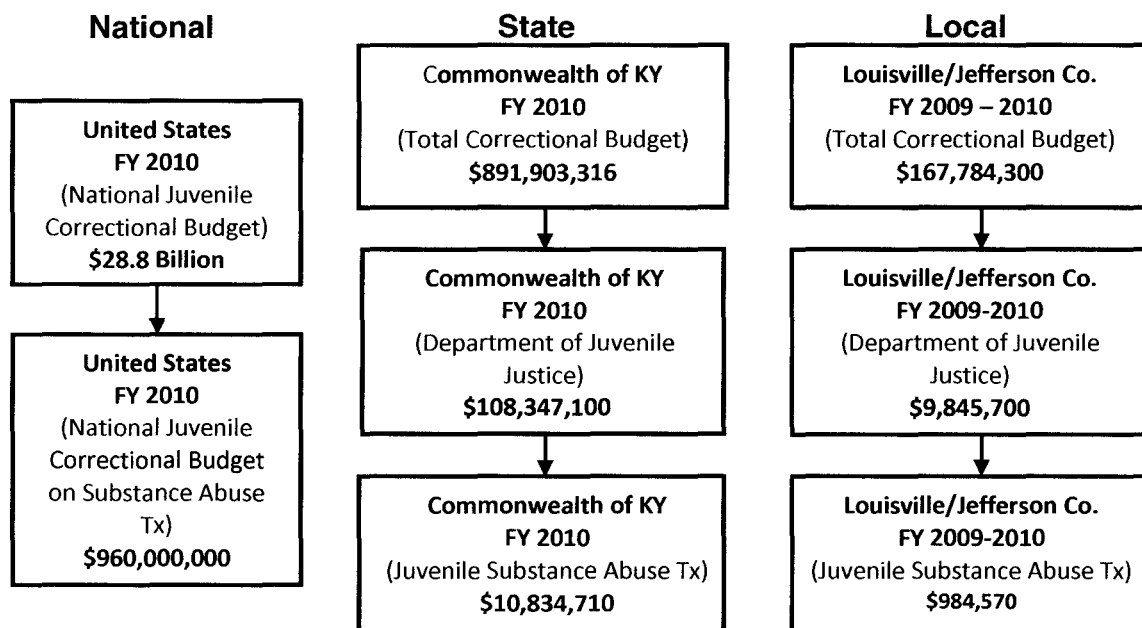 National
United States
FY 2010
(National Juvenile
Correctional Budget)
$28.8 Billion
United States
FY 2010
(National Juvenile
Correctional Budget
on Substance Abuse
Tx)
$960,000,000
State
Commonwealth of KY
FY 2010
(Total Correctional Budget)
$891,903,316
Commonwealth of KY
FY 2010
(Department of Juvenile
Justice)
$108,347,100
Commonwealth of KY
FY 2010
(Juvenile Substance Abuse Tx)
$10,834,710
Local
Louisville/Jefferson Co.
FY 2009 – 2010
(Total Correctional Budget)
$167,784,300
Louisville/Jefferson Co.
FY 2009-2010
(Department of Juvenile
Justice)
$9,845,700
Louisville/Jefferson Co.
FY 2009-2010
(Juvenile Substance Abuse Tx)
$984,570